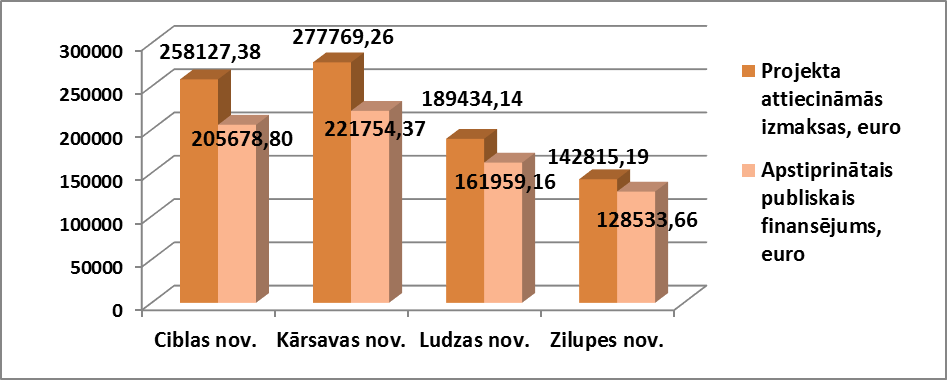 300000
250000
200000
150000
100000
50000
0
258127,38
205678,80
277769,26
221754,37
189434,14
161959,16
142815,19
128533,66
Ciblas nov.
Kārsavas nov.
Ludzas nov.
Zilupes nov.
Projekta
attiecināmās
izmaksas, euro
Apstiprinātais
publiskais
finansējums,
euro